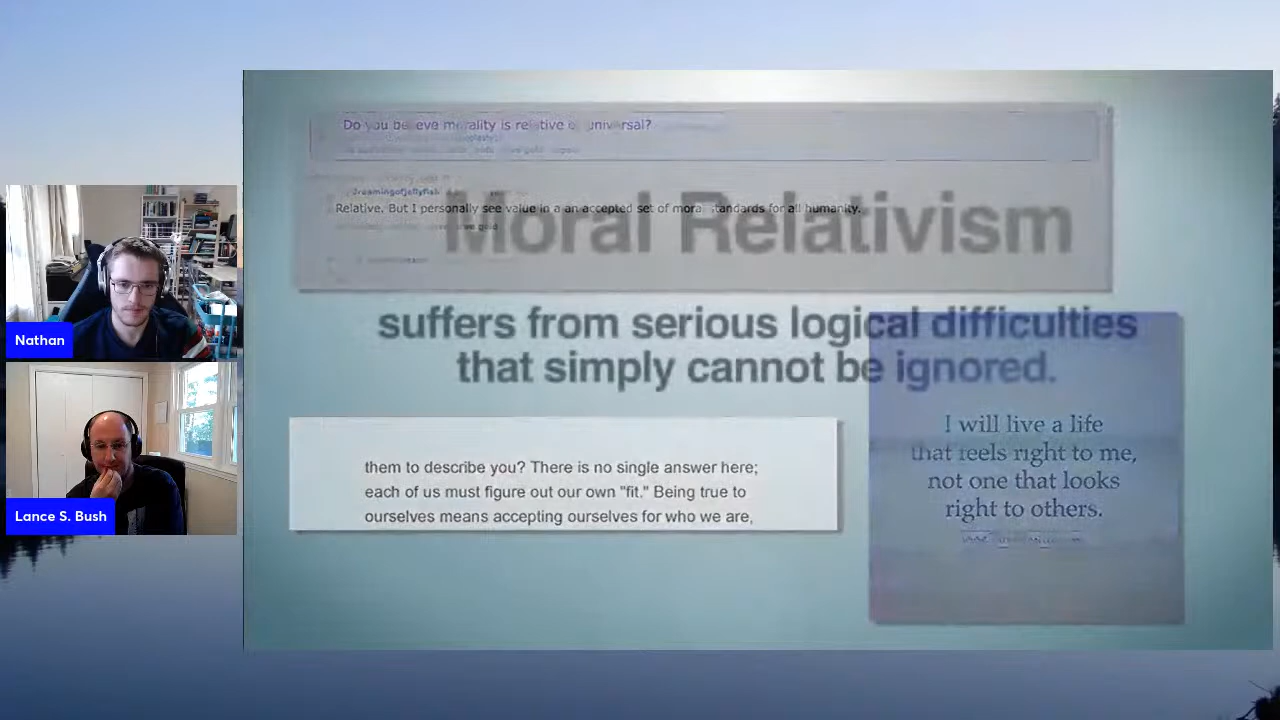 Do you believe morality is relative or universal?
dreamingofjellyfish
Relative. But I personally see value in a an accepted set of moral standards for all humanity.
Moral Relativism
suffers from serious logical difficulties
that simply cannot be ignored.
them to describe you? There is no single answer here;
each of us must figure out our own "fit." Being true to
ourselves means accepting ourselves for who we are,
I will live a life
that feels right to me,
not one that looks
right to others.
Nathan
Lance S. Bush